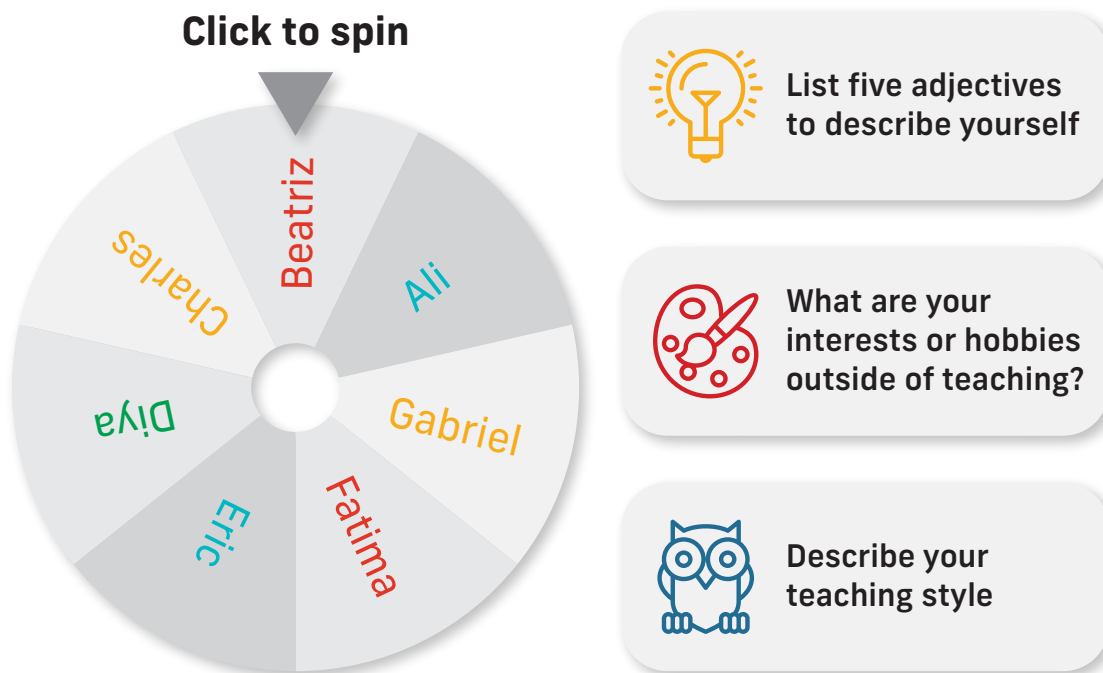 Click to spin
Beatriz
Ali
Gabriel
Fatima
Eric
Diya
Charles
List five adjectives
to describe yourself
What are your
interests or hobbies
outside of teaching?
Describe your
teaching style